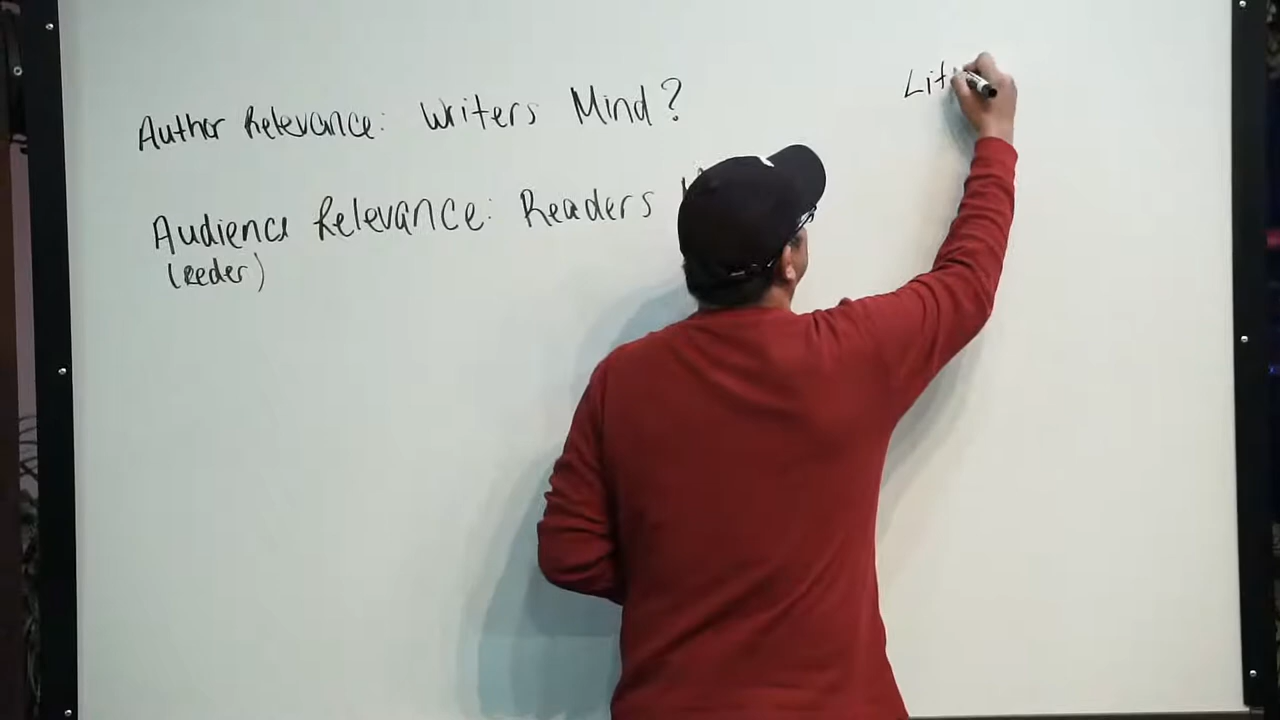 Author Relevance: Writers Mind?
Audience Relevance: Readers
(reder)
Lit